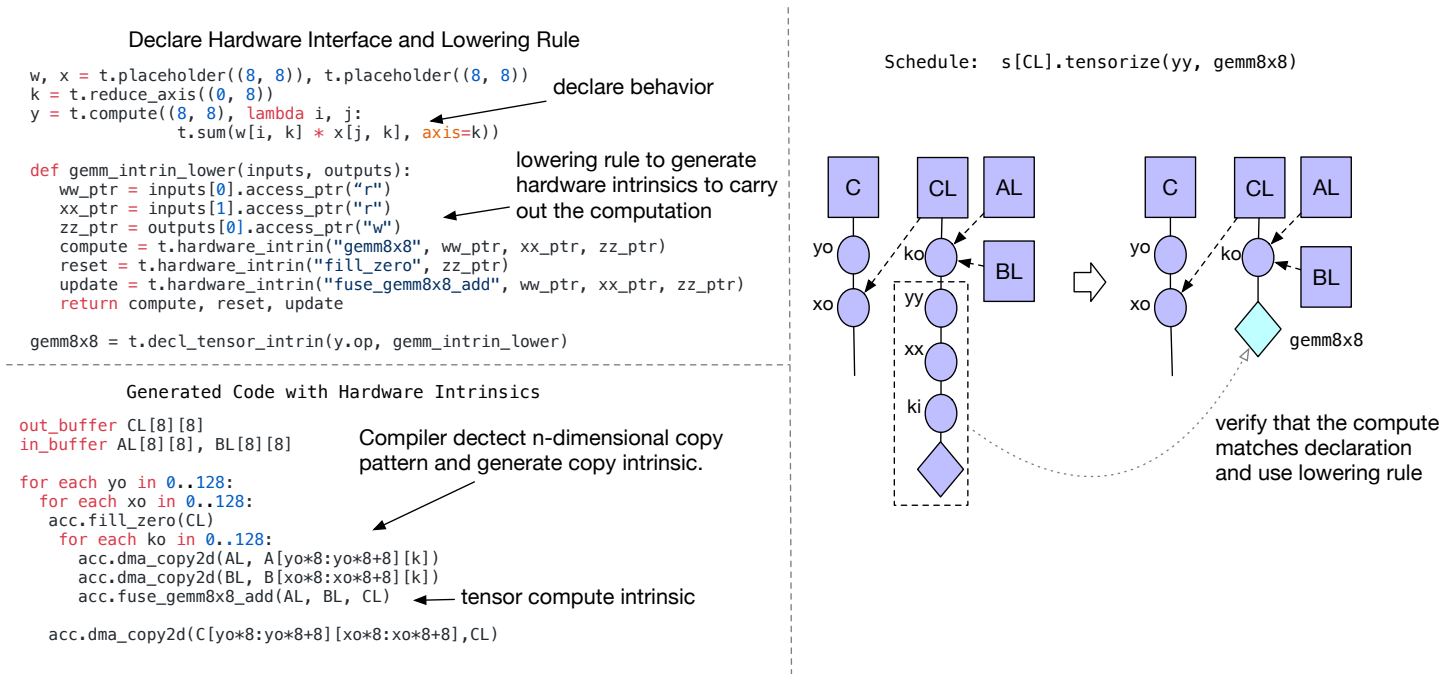 Declare Hardware Interface and Lowering Rule
w, x = t.placeholder((8, 8)), t.placeholder((8, 8))
k = t.reduce_axis((0, 8))
y = t.compute((8, 8), lambda i, j:
t.sum(w[i, k] * x[j, k], axis=k))
declare behavior
def gemm_intrin_lower(inputs, outputs):
ww_ptr = inputs[0].access_ptr(“r")
xx_ptr = inputs[1].access_ptr("r")
zz_ptr = outputs[0].access_ptr("w")
compute = t.hardware_intrin("gemm8x8", ww_ptr, xx_ptr, zz_ptr)
reset = t.hardware_intrin("fill_zero", zz_ptr)
update = t.hardware_intrin("fuse_gemm8x8_add", ww_ptr, xx_ptr, zz_ptr)
return compute, reset, update
lowering rule to generate
hardware intrinsics to carry
out the computation
gemm8x8 = t.decl_tensor_intrin(y.op, gemm_intrin_lower)
Generated Code with Hardware Intrinsics
out_buffer CL[8][8]
in_buffer AL[8][8], BL[8][8]
for each yo in 0..128:
for each xo in 0..128:
acc.fill_zero(CL)
for each ko in 0..128:
acc.dma_copy2d(AL, A[yo*8:yo*8+8][k])
acc.dma_copy2d(BL, B[xo*8:xo*8+8][k])
acc.fuse_gemm8x8_add(AL, BL, CL)
acc.dma_copy2d(C[yo*8:yo*8+8][xo*8:xo*8+8],CL)
Compiler dectect n-dimensional copy
pattern and generate copy intrinsic.
tensor compute intrinsic
Schedule: s[CL].tensorize(yy, gemm8x8)
C
CL
AL
yo
ko
BL
xo
yy
xx
ki
C
CL
AL
yo
ko
BL
xo
gemm8x8
verify that the compute
matches declaration
and use lowering rule